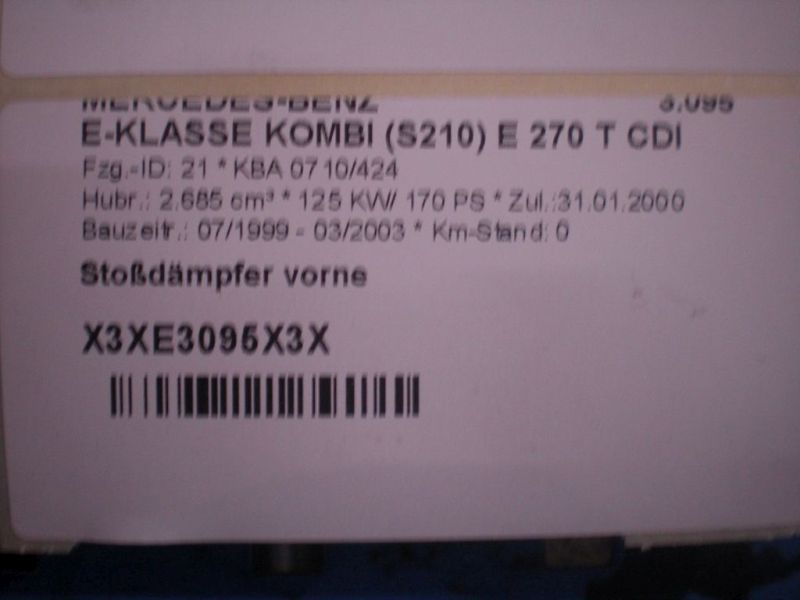 MERCEDES-BENZ 3.095
E-KLASSE KOMBI (S210) E 270 T CDI
Fzg.-ID: 21 * KBA 0710/424
Hubr.: 2.685 cm³ * 125 KW/ 170 PS * Zul.:31.01.2000
Bauzeitr.: 07/1999 - 03/2003 * Km-Stand: 0
Stoßdämpfer vorne
X3XE3095X3X